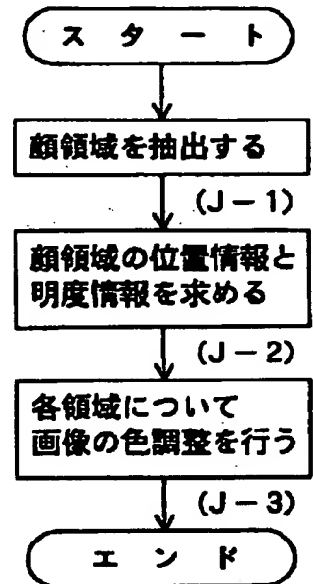 スタート
顔領域を抽出する
(J-1)
顔領域の位置情報と
明度情報を求める
(J-2)
各領域について
画像の色調整を行う
(J-3)
エンド